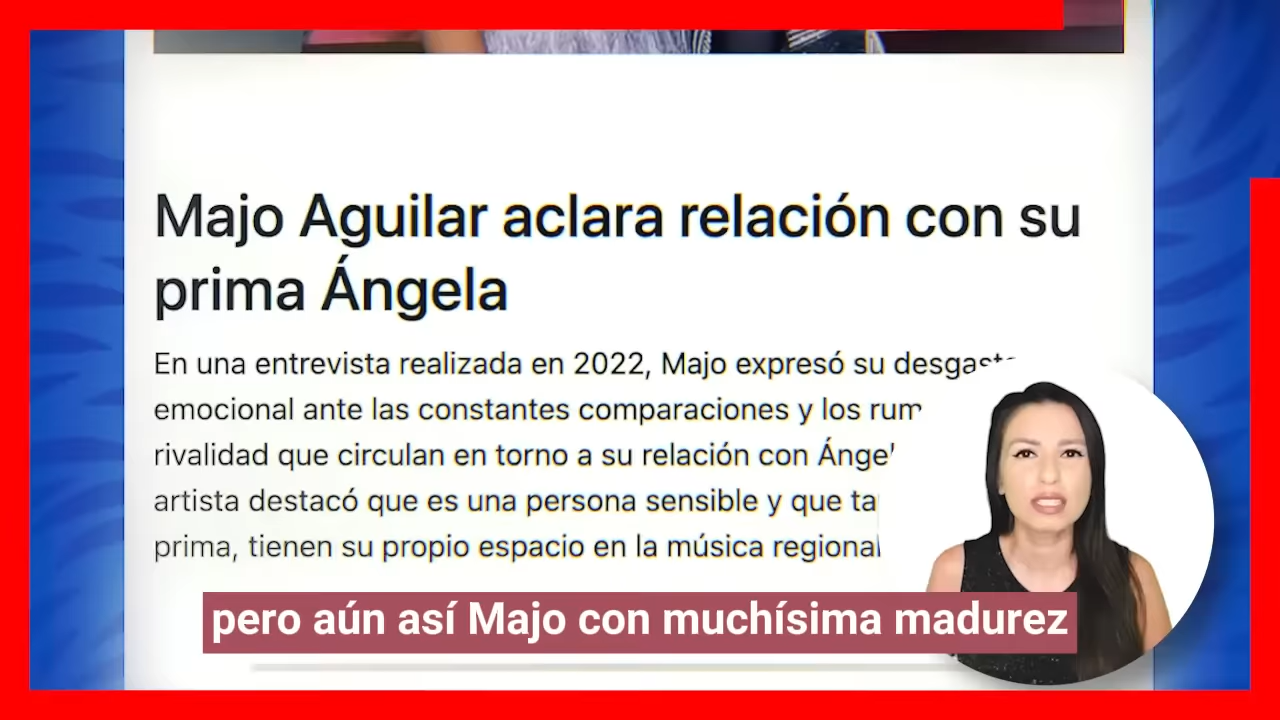 Majo Aguilar aclara relación con su
prima Ángela
En una entrevista realizada en 2022, Majo expresó su
emocional ante las constantes comparaciones y los
rivalidad que circulan en torno a su relación con
artista destacó que es una persona sensible y que
prima, tienen su propio espacio en la música regional
pero aún así Majo con muchísima madurez